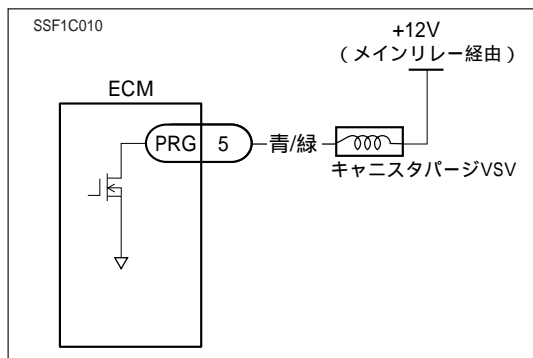 SSF1C010
+12V
（メインリレー経由）
ECM
PRG 5 青/緑
キャニスタパージVSV